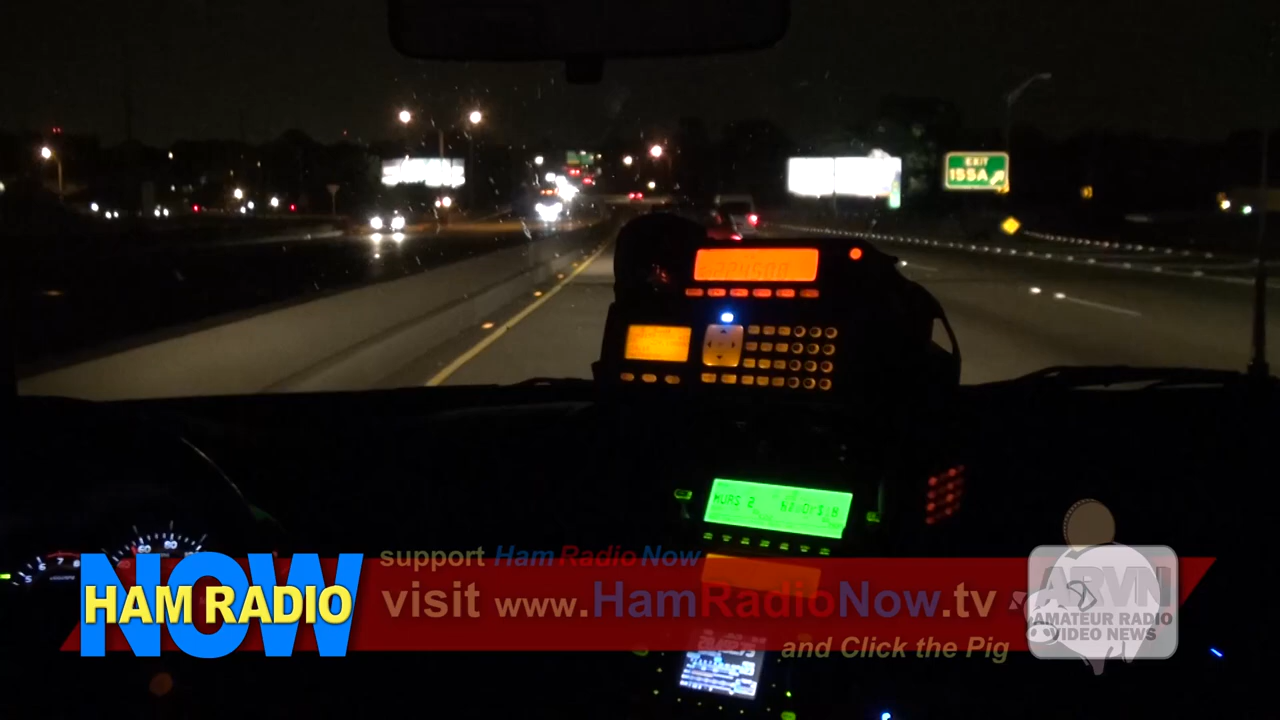 EXIT
155A
support Ham Radio Now
NOW
HAM RADIO
visit www.HamRadioNow.tv
and Click the Pig
ARVN
AMATEUR RADIO
VIDEO NEWS